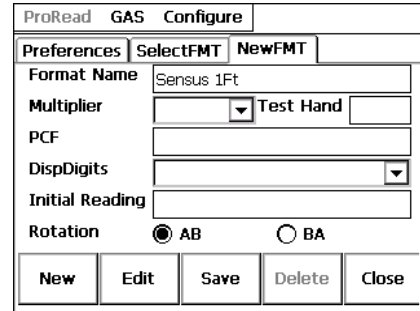 ProRead GAS Configure
Preferences SelectFMT NewFMT
Format Name Sensus 1Ft
Multiplier Test Hand
PCF
DispDigits
Initial Reading
Rotation AB BA
New Edit Save Delete Close